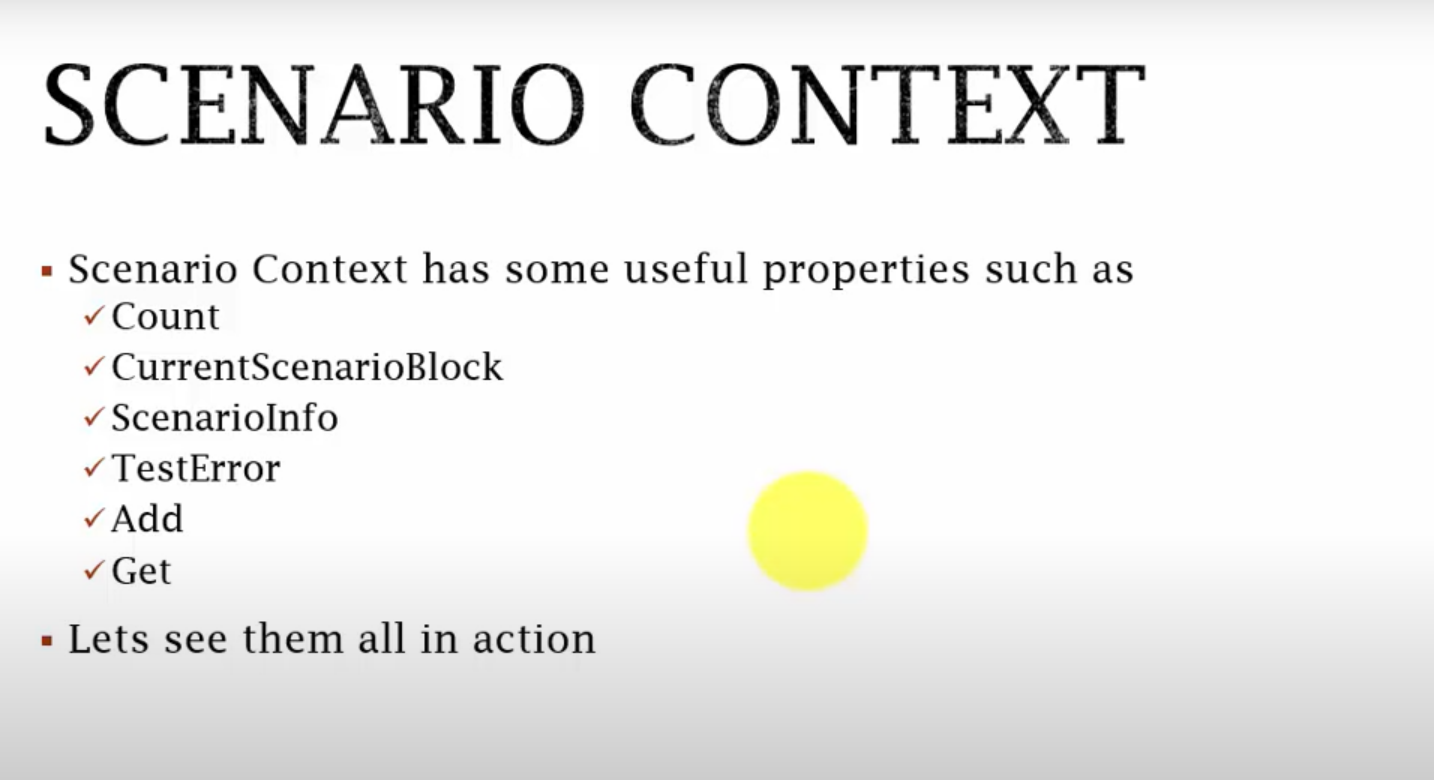 SCENARIO CONTEXT
Scenario Context has some useful properties such as
Count
CurrentScenarioBlock
ScenarioInfo
TestError
Add
Get
Lets see them all in action